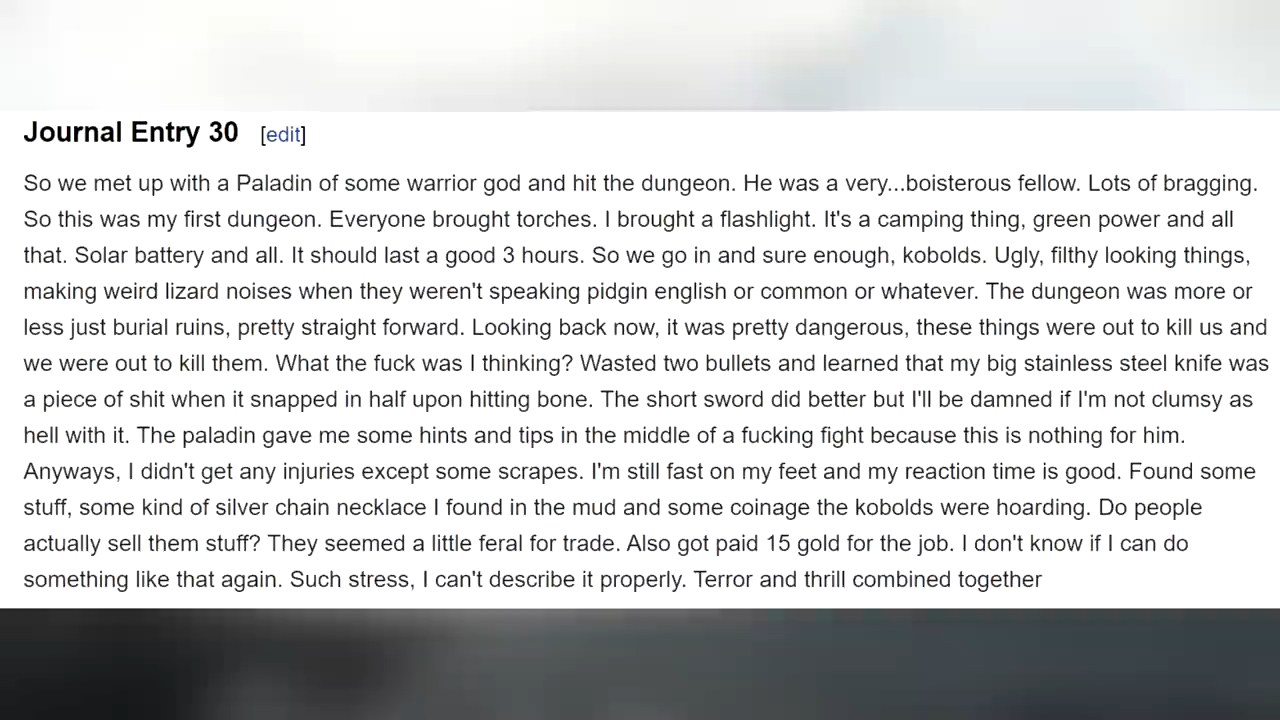 Journal Entry 30 [edit]
So we met up with a Paladin of some warrior god and hit the dungeon. He was a very...boisterous fellow. Lots of bragging.
So this was my first dungeon. Everyone brought torches. I brought a flashlight. It's a camping thing, green power and all
that. Solar battery and all. It should last a good 3 hours. So we go in and sure enough, kobolds. Ugly, filthy looking things,
making weird lizard noises when they weren't speaking pidgin english or common or whatever. The dungeon was more or
less just burial ruins, pretty straight forward. Looking back now, it was pretty dangerous, these things were out to kill us and
we were out to kill them. What the fuck was I thinking? Wasted two bullets and learned that my big stainless steel knife was
a piece of shit when it snapped in half upon hitting bone. The short sword did better but I'll be damned if I'm not clumsy as
hell with it. The paladin gave me some hints and tips in the middle of a fucking fight because this is nothing for him.
Anyways, I didn't get any injuries except some scrapes. I'm still fast on my feet and my reaction time is good. Found some
stuff, some kind of silver chain necklace I found in the mud and some coinage the kobolds were hoarding. Do people
actually sell them stuff? They seemed a little feral for trade. Also got paid 15 gold for the job. I don't know if I can do
something like that again. Such stress, I can't describe it properly. Terror and thrill combined together